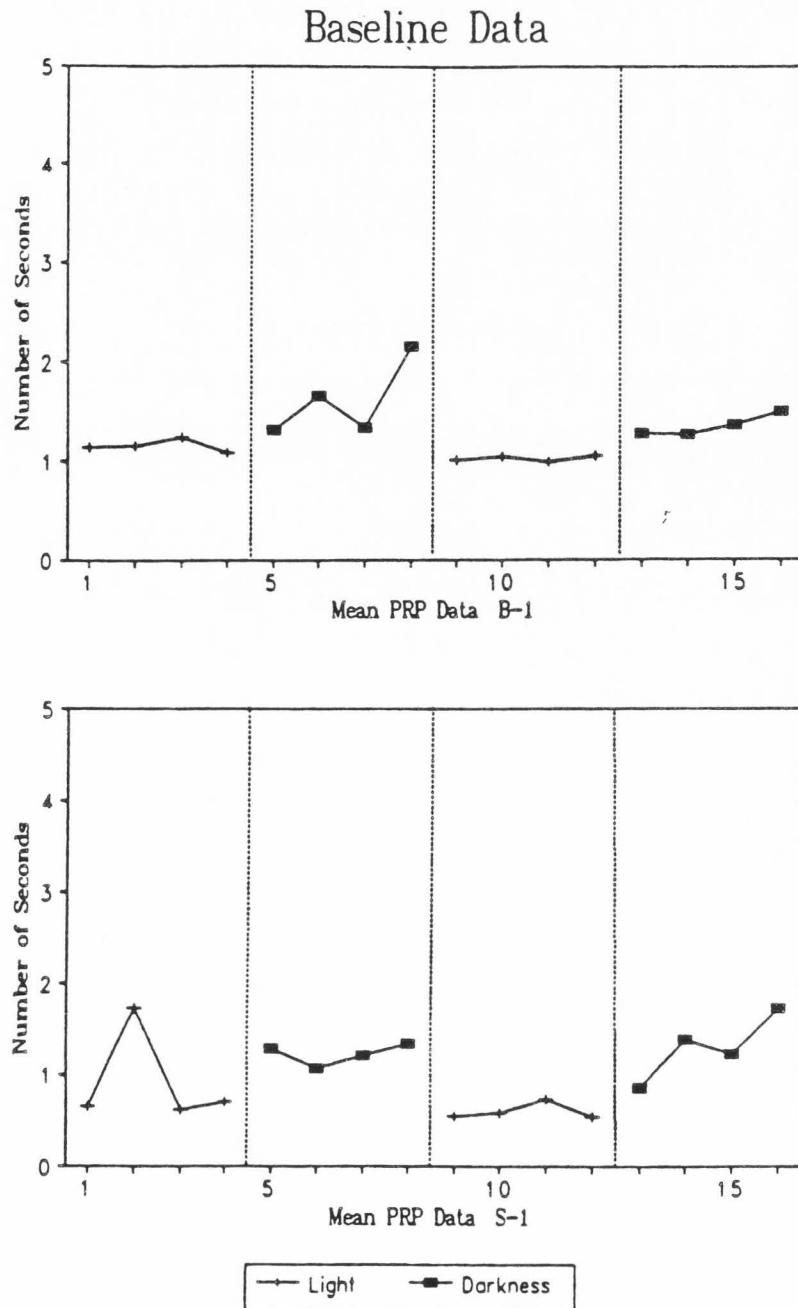 Baseline Data
Number of Seconds
5
4
3
2
1
0
1 5 10 15
Mean PRP Data B-1
Number of Seconds
5
4
3
2
1
0
1 5 10 15
Mean PRP Data S-1
Light Darkness